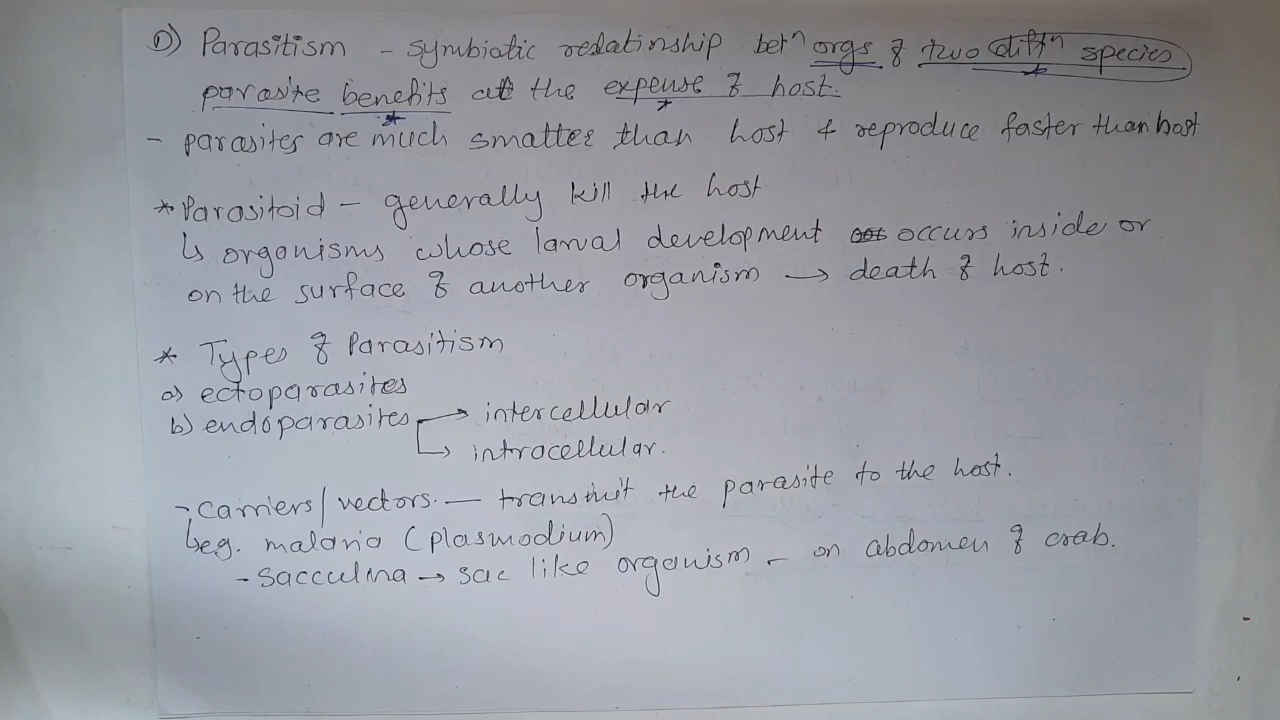 ① Parasitism - symbiotic relatinship betⁿ orgs of two diffⁿ species
parasite benefits at the expense of host.
- parasites are much smaller than host & reproduce faster than host
* Parasitoid - generally kill the host
↳ organisms whose larval development occurs inside or
on the surface of another organism → death of host.
* Types of Parasitism
a) ectoparasites
b) endoparasites → intercellular
↳ intracellular.
- carriers/vectors. — transmit the parasite to the host.
↳ eg. malaria (plasmodium)
- sacculina → sac like organism - on abdomen of crab.